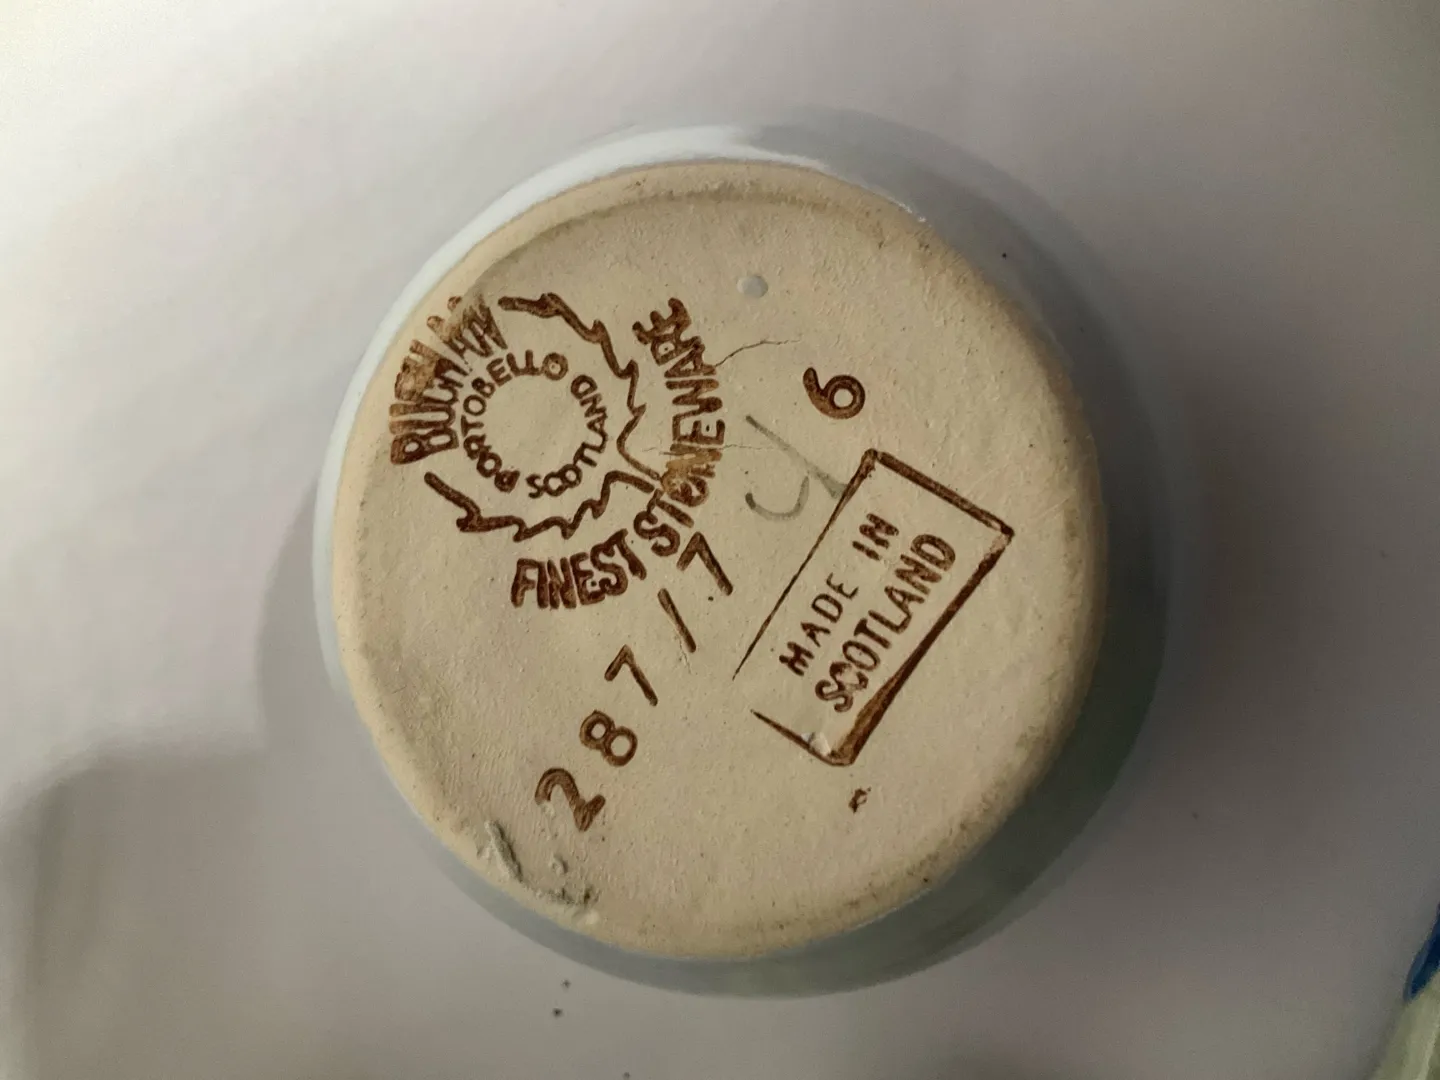 BUCHAN
PORTOBELLO
SCOTLAND
FINEST STONEWARE
287/7
6
MADE IN
SCOTLAND